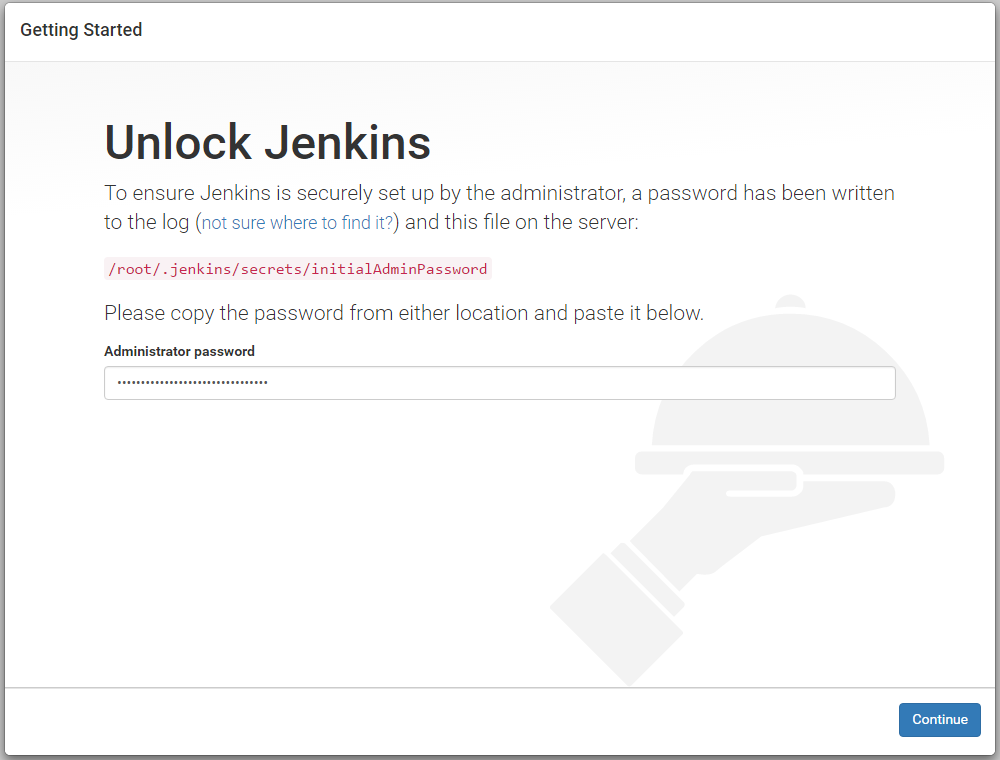 Getting Started
Unlock Jenkins
To ensure Jenkins is securely set up by the administrator, a password has been written
to the log (not sure where to find it?) and this file on the server:
/root/.jenkins/secrets/initialAdminPassword
Please copy the password from either location and paste it below.
Administrator password
••••••••••••••••••••••••••••••••
Continue